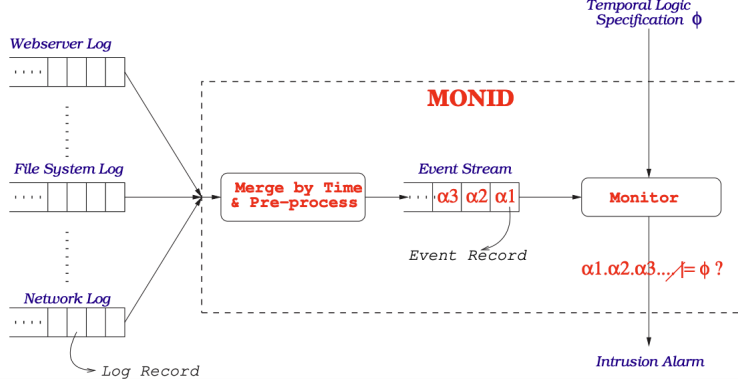 Temporal Logic
Specification ϕ
Webserver Log
.....
MONID
File System Log
.....
Merge by Time
& Pre-process
Event Stream
.... α3 α2 α1
Monitor
Event Record
α1.α2.α3... ⊭ ϕ ?
Network Log
....
Log Record
Intrusion Alarm